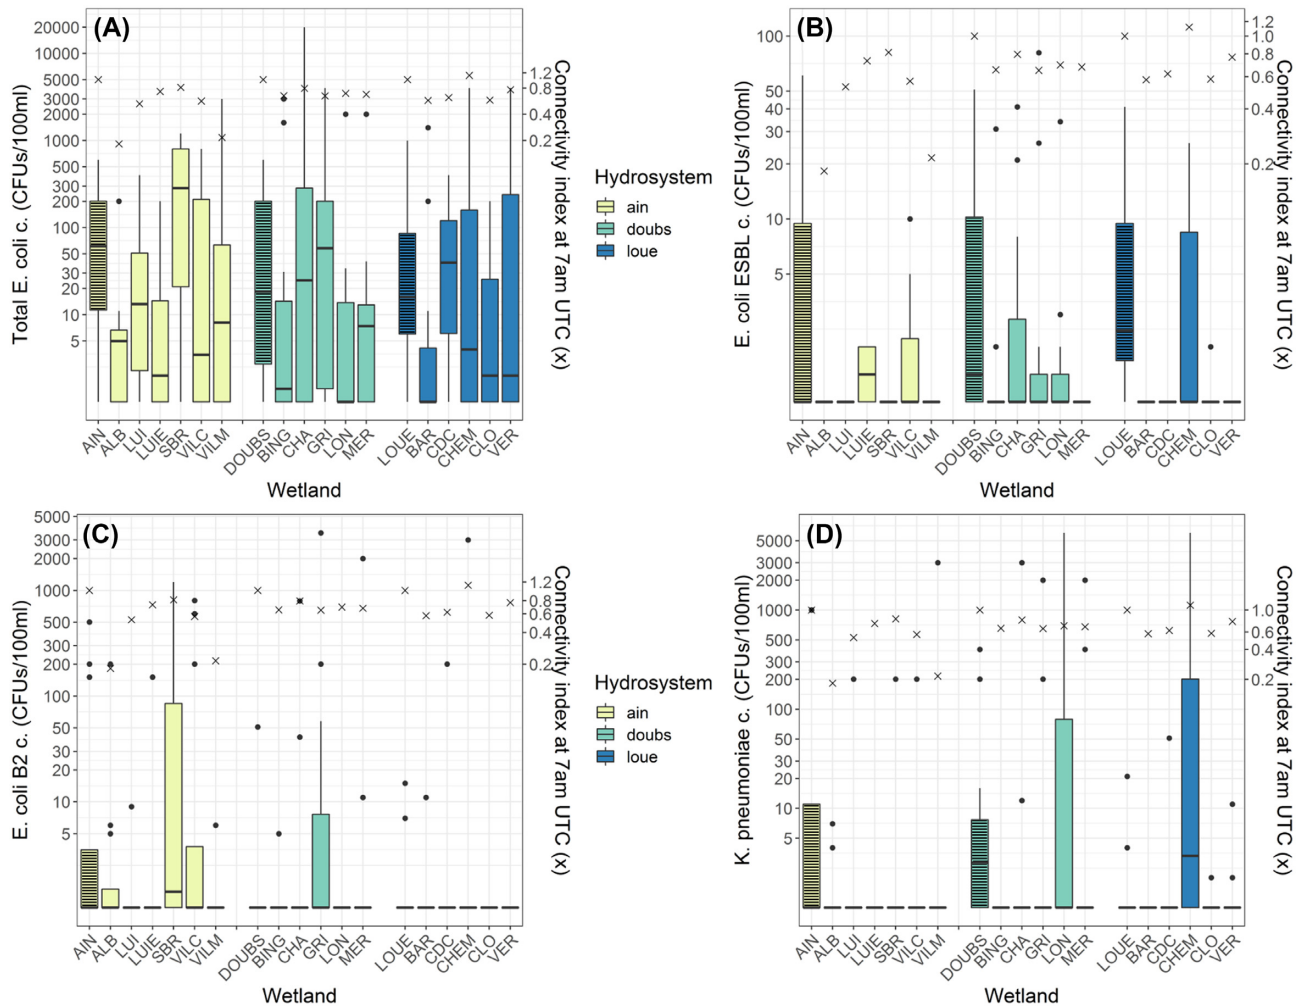 (A)
Total E. coli c. (CFUs/100ml)
20000
10000
5000
3000
2000
1000
500
300
200
100
50
30
20
10
5
1.2
0.8
0.4
0.2
Connectivity index at 7am UTC (x)
AIN ALB LUI LUIE SBR VILC VILM DOUBS BING CHA GRI LON MER LOUE BAR CDC CHEM CLO VER
Wetland
Hydrosystem
ain
doubs
loue
(B)
E. coli ESBL c. (CFUs/100ml)
100
50
40
30
20
10
5
1.2
1.0
0.8
0.6
0.4
0.2
Connectivity index at 7am UTC (x)
AIN ALB LUI LUIE SBR VILC VILM DOUBS BING CHA GRI LON MER LOUE BAR CDC CHEM CLO VER
Wetland
(C)
E. coli B2 c. (CFUs/100ml)
5000
3000
2000
1000
500
300
200
100
50
30
20
10
5
1.2
0.8
0.6
0.4
0.2
Connectivity index at 7am UTC (x)
AIN ALB LUI LUIE SBR VILC VILM DOUBS BING CHA GRI LON MER LOUE BAR CDC CHEM CLO VER
Wetland
Hydrosystem
ain
doubs
loue
(D)
K. pneumoniae c. (CFUs/100ml)
5000
3000
2000
1000
500
300
200
100
50
30
20
10
5
1.0
0.6
0.4
0.2
Connectivity index at 7am UTC (x)
AIN ALB LUI LUIE SBR VILC VILM DOUBS BING CHA GRI LON MER LOUE BAR CDC CHEM CLO VER
Wetland